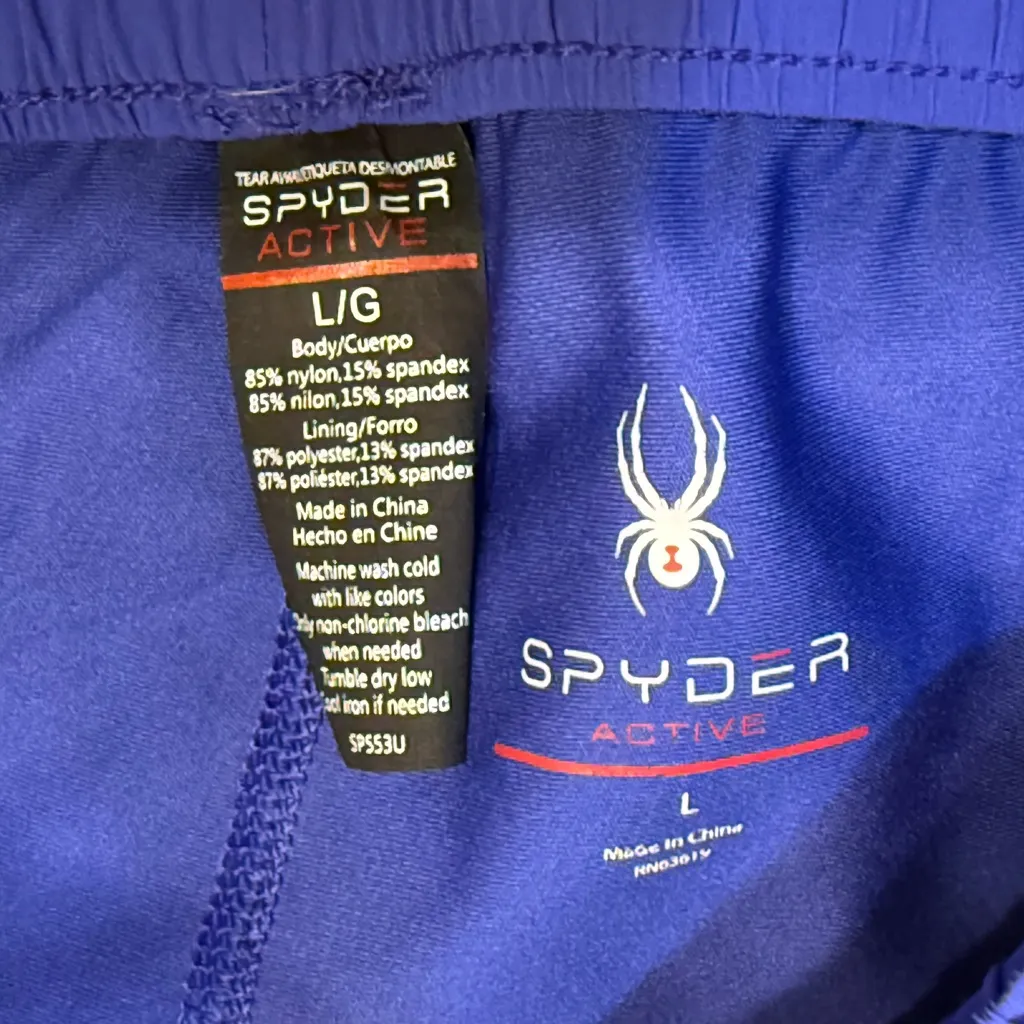 TEAR AWAY/ETIQUETA DESMONTABLE
SPYDER
ACTIVE
L/G
Body/Cuerpo
85% nylon,15% spandex
85% nilon,15% spandex
Lining/Forro
87% polyester,13% spandex
87% poliéster,13% spandex
Made in China
Hecho en Chine
Machine wash cold
with like colors
Only non-chlorine bleach
when needed
Tumble dry low
iron if needed
SPS53U
SPYDER
ACTIVE
L
Made in China